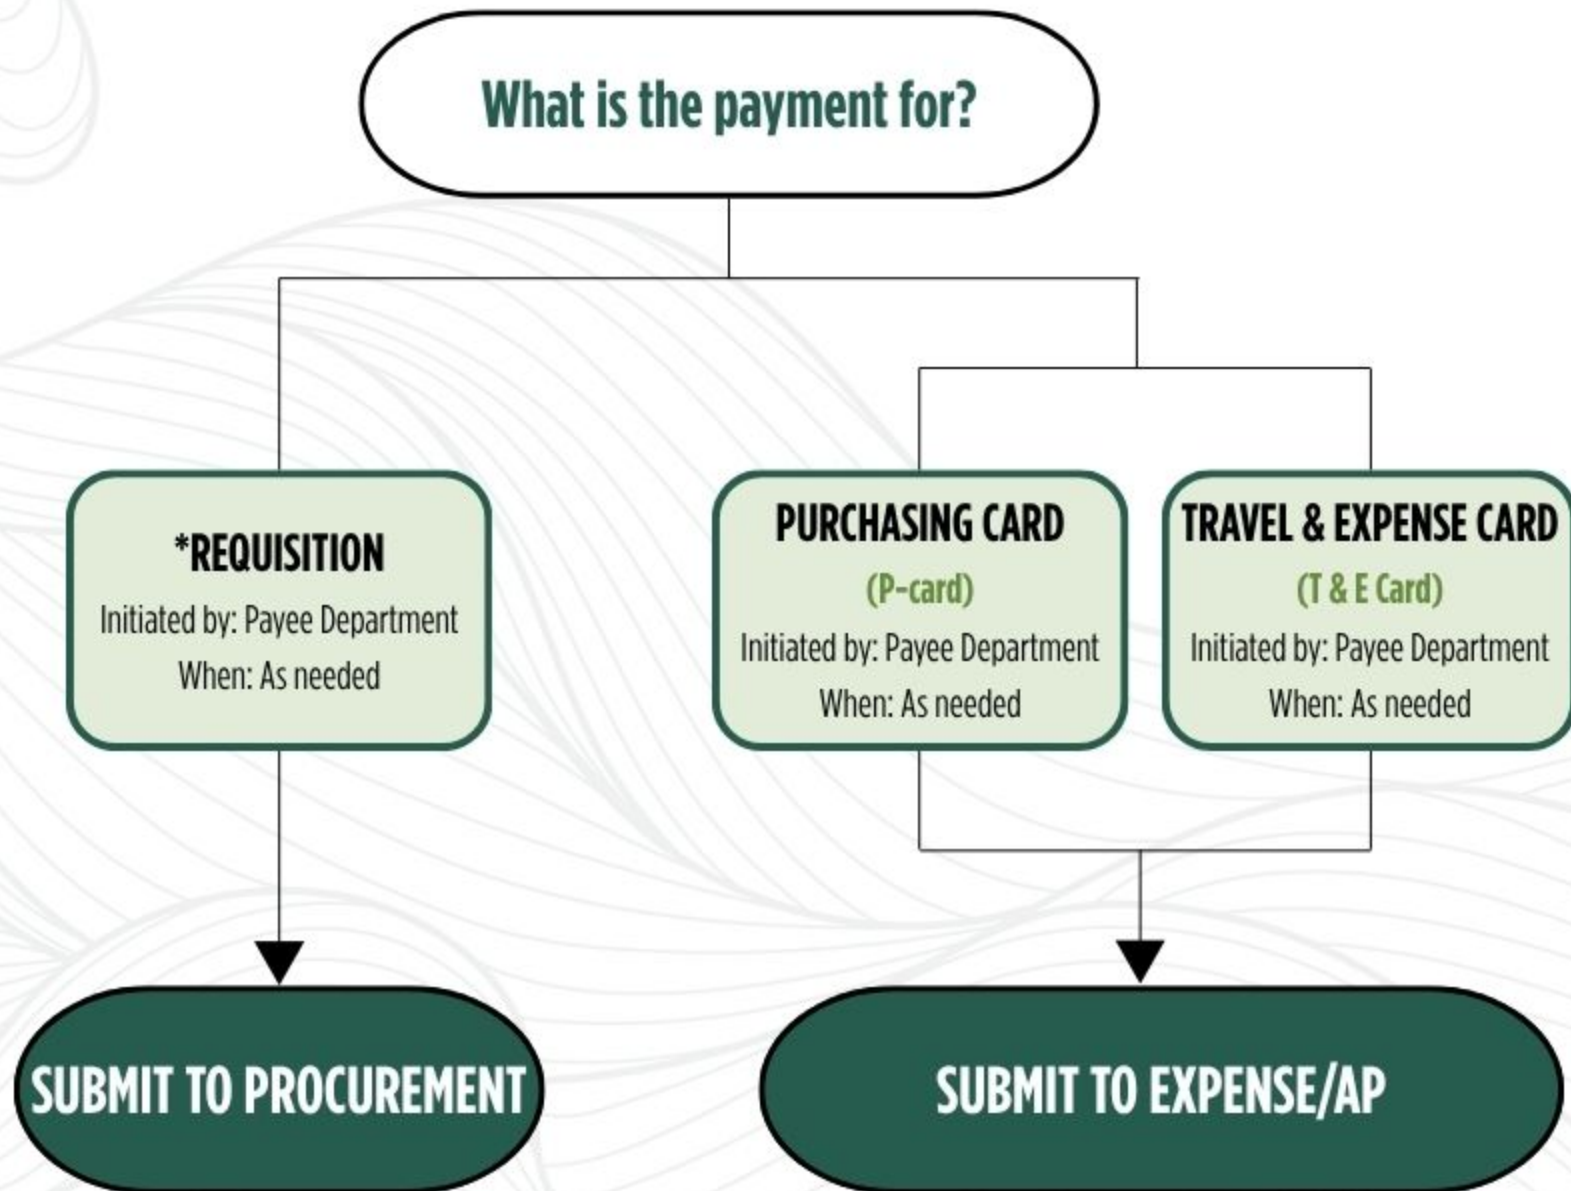 What is the payment for?
*REQUISITION
Initiated by: Payee Department
When: As needed
PURCHASING CARD
(P-card)
Initiated by: Payee Department
When: As needed
TRAVEL & EXPENSE CARD
(T & E Card)
Initiated by: Payee Department
When: As needed
SUBMIT TO PROCUREMENT
SUBMIT TO EXPENSE/AP